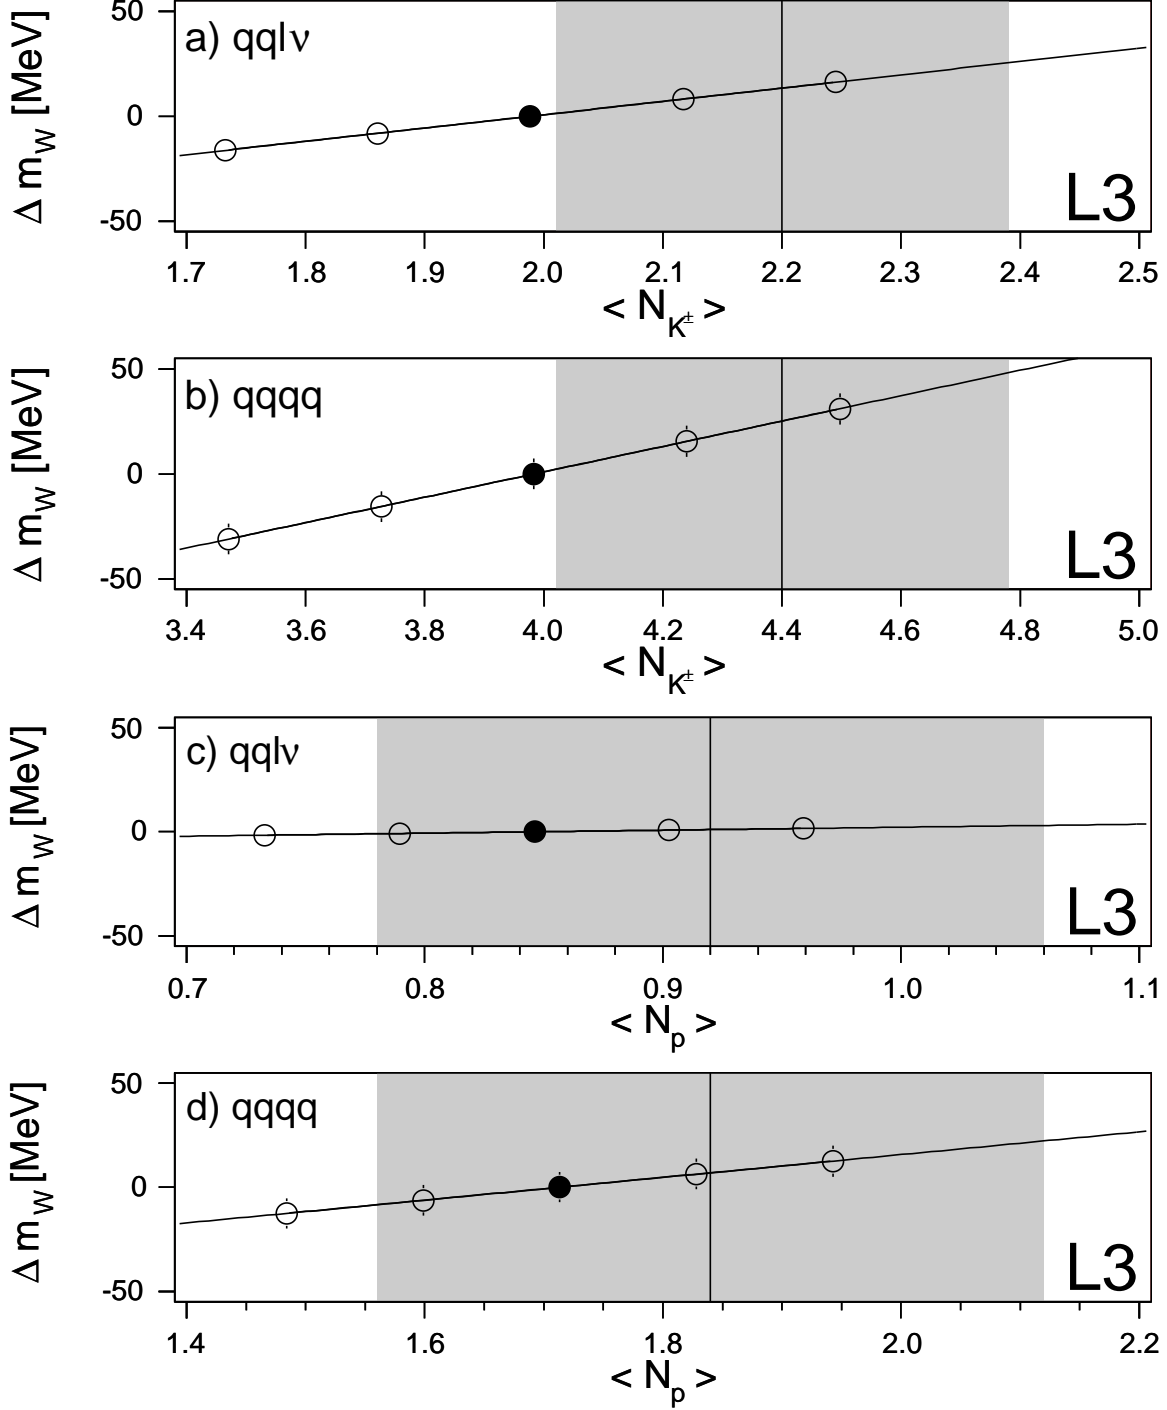 a) qqlν
Δ m_W [MeV]
50
0
-50
L3
1.7 1.8 1.9 2.0 2.1 2.2 2.3 2.4 2.5
< N_K± >
b) qqqq
Δ m_W [MeV]
50
0
-50
L3
3.4 3.6 3.8 4.0 4.2 4.4 4.6 4.8 5.0
< N_K± >
c) qqlν
Δ m_W [MeV]
50
0
-50
L3
0.7 0.8 0.9 1.0 1.1
< N_p >
d) qqqq
Δ m_W [MeV]
50
0
-50
L3
1.4 1.6 1.8 2.0 2.2
< N_p >